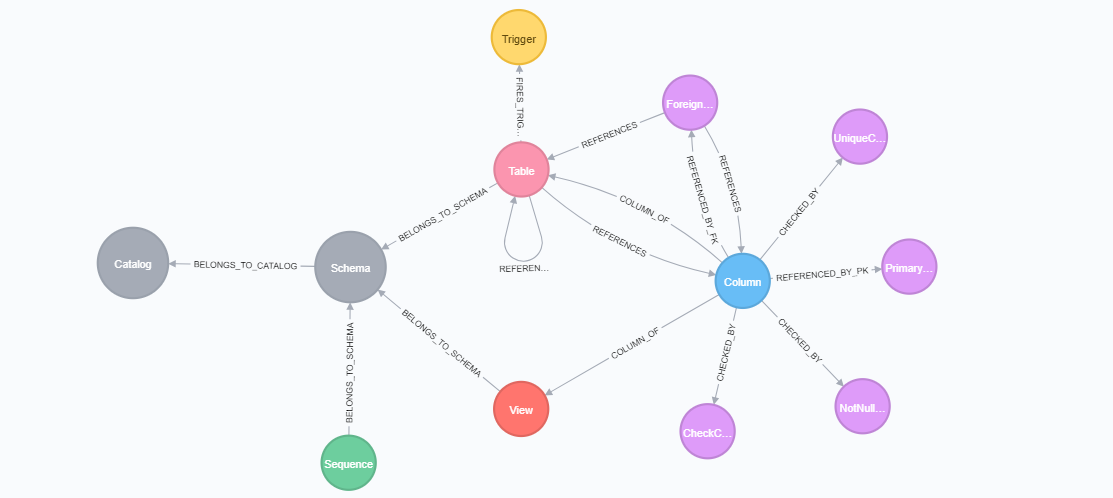 Trigger
FIRES_TRIG...
Foreign...
REFERENCES
UniqueC...
Table
REFERENCED_BY_FK
REFERENCES
CHECKED_BY
COLUMN_OF
BELONGS_TO_SCHEMA
REFERENCES
Catalog
BELONGS_TO_CATALOG
Schema
REFEREN...
Column
REFERENCED_BY_PK
Primary...
BELONGS_TO_SCHEMA
BELONGS_TO_SCHEMA
COLUMN_OF
CHECKED_BY
CHECKED_BY
View
NotNull...
CheckC...
Sequence